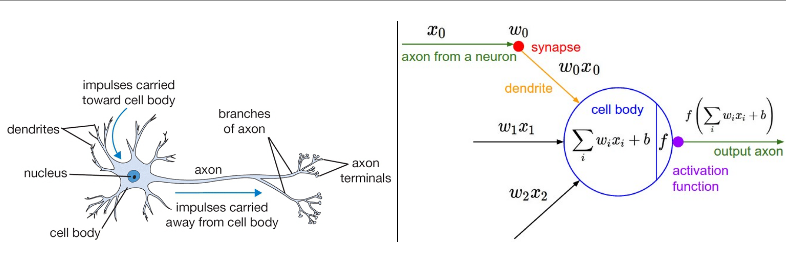 impulses carried
toward cell body
dendrites
nucleus
cell body
branches
of axon
axon
impulses carried
away from cell body
axon
terminals
x₀
w₀
synapse
axon from a neuron
w₀x₀
dendrite
cell body
w₁x₁
∑ᵢ wᵢxᵢ + b
f
w₂x₂
f(∑ᵢ wᵢxᵢ + b)
output axon
activation
function